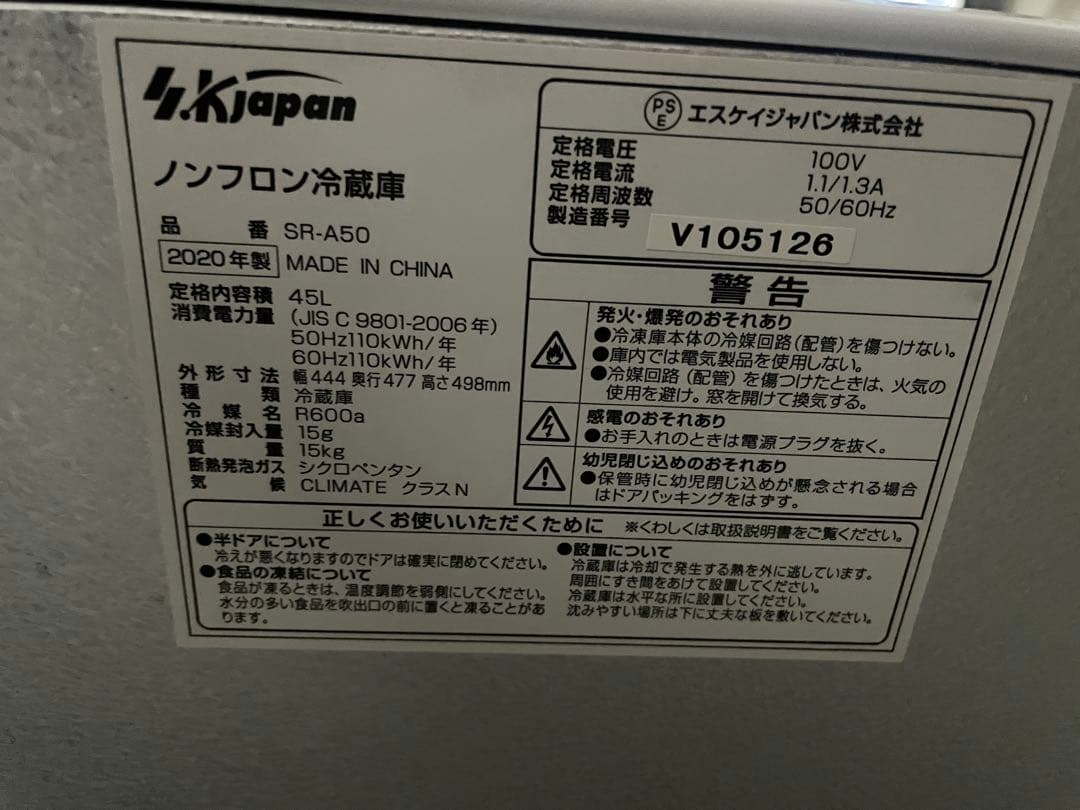 S.Kjapan
ノンフロン冷蔵庫
品番 SR-A50
2020年製 MADE IN CHINA
定格内容積 45L
消費電力量 (JIS C 9801-2006年)
50Hz110kWh/年
60Hz110kWh/年
外形寸法 幅444 奥行477 高さ498mm
種類 冷蔵庫
冷媒名 R600a
冷媒封入量 15g
質量 15kg
断熱発泡ガス シクロペンタン
気候 CLIMATE クラスN
PSE エスケイジャパン株式会社
定格電圧 100V
定格電流 1.1/1.3A
定格周波数 50/60Hz
製造番号 V105126
警告
発火・爆発のおそれあり
●冷凍庫本体の冷媒回路(配管)を傷つけない。
●庫内では電気製品を使用しない。
●冷媒回路(配管)を傷つけたときは、火気の
使用を避け。窓を開けて換気する。
感電のおそれあり
●お手入れのときは電源プラグを抜く。
幼児閉じ込めのおそれあり
●保管時に幼児閉じ込めが懸念される場合
はドアパッキングをはずす。
正しくお使いいただくために ※くわしくは取扱説明書をご覧ください。
●半ドアについて
冷えが悪くなりますのでドアは確実に閉めてください。
●食品の凍結について
食品が凍るときは、温度調節を弱側にしてください。
水分の多い食品を吹出口の前に置くと凍ることがあ
ります。
●設置について
冷蔵庫は冷却で発生する熱を外に逃しています。
周囲にすき間をあけて設置してください。
冷蔵庫は水平な所に設置してください。
沈みやすい場所は下に丈夫な板を敷いてください。